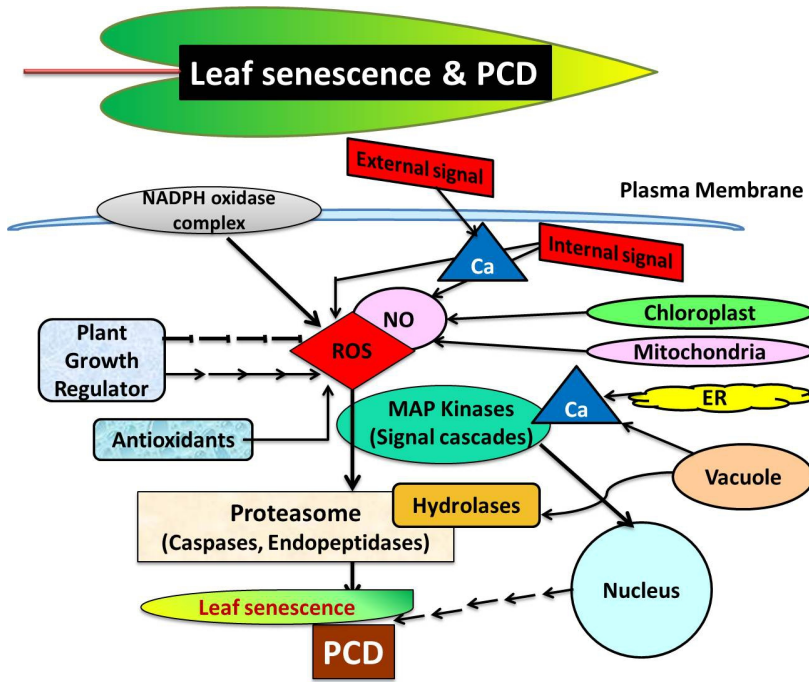 Leaf senescence & PCD
External signal
Plasma Membrane
NADPH oxidase
complex
Ca
Internal signal
NO
Chloroplast
Plant
Growth
Regulator
ROS
Mitochondria
MAP Kinases
(Signal cascades)
Ca
ER
Antioxidants
Vacuole
Hydrolases
Proteasome
(Caspases, Endopeptidases)
Nucleus
Leaf senescence
PCD